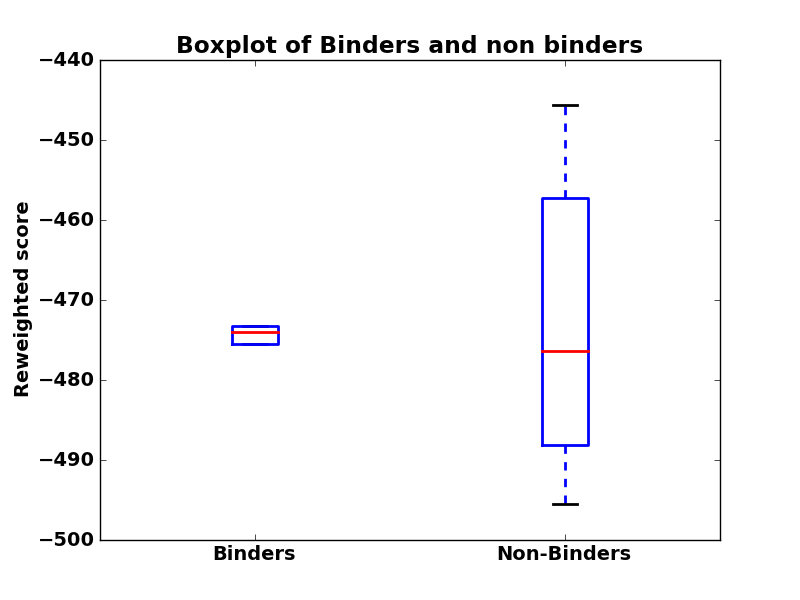 Boxplot of Binders and non binders
−440
−450
−460
−470
−480
−490
−500
Reweighted score
Binders
Non-Binders